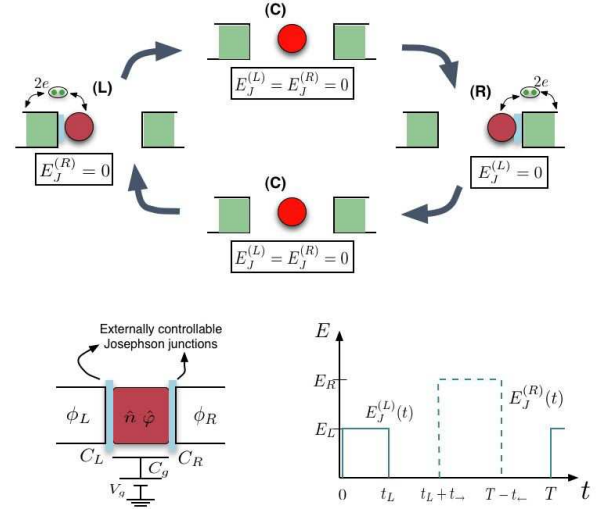 (C)
E_J^{(L)} = E_J^{(R)} = 0
2e
(L)
E_J^{(R)} = 0
(R)
2e
E_J^{(L)} = 0
(C)
E_J^{(L)} = E_J^{(R)} = 0
Externally controllable
Josephson junctions
ϕ_L
n̂ φ̂
ϕ_R
C_L
C_g
C_R
V_g
E
E_R
E_J^{(L)}(t)
E_J^{(R)}(t)
E_L
0
t_L
t_L + t_→
T − t_←
T
t